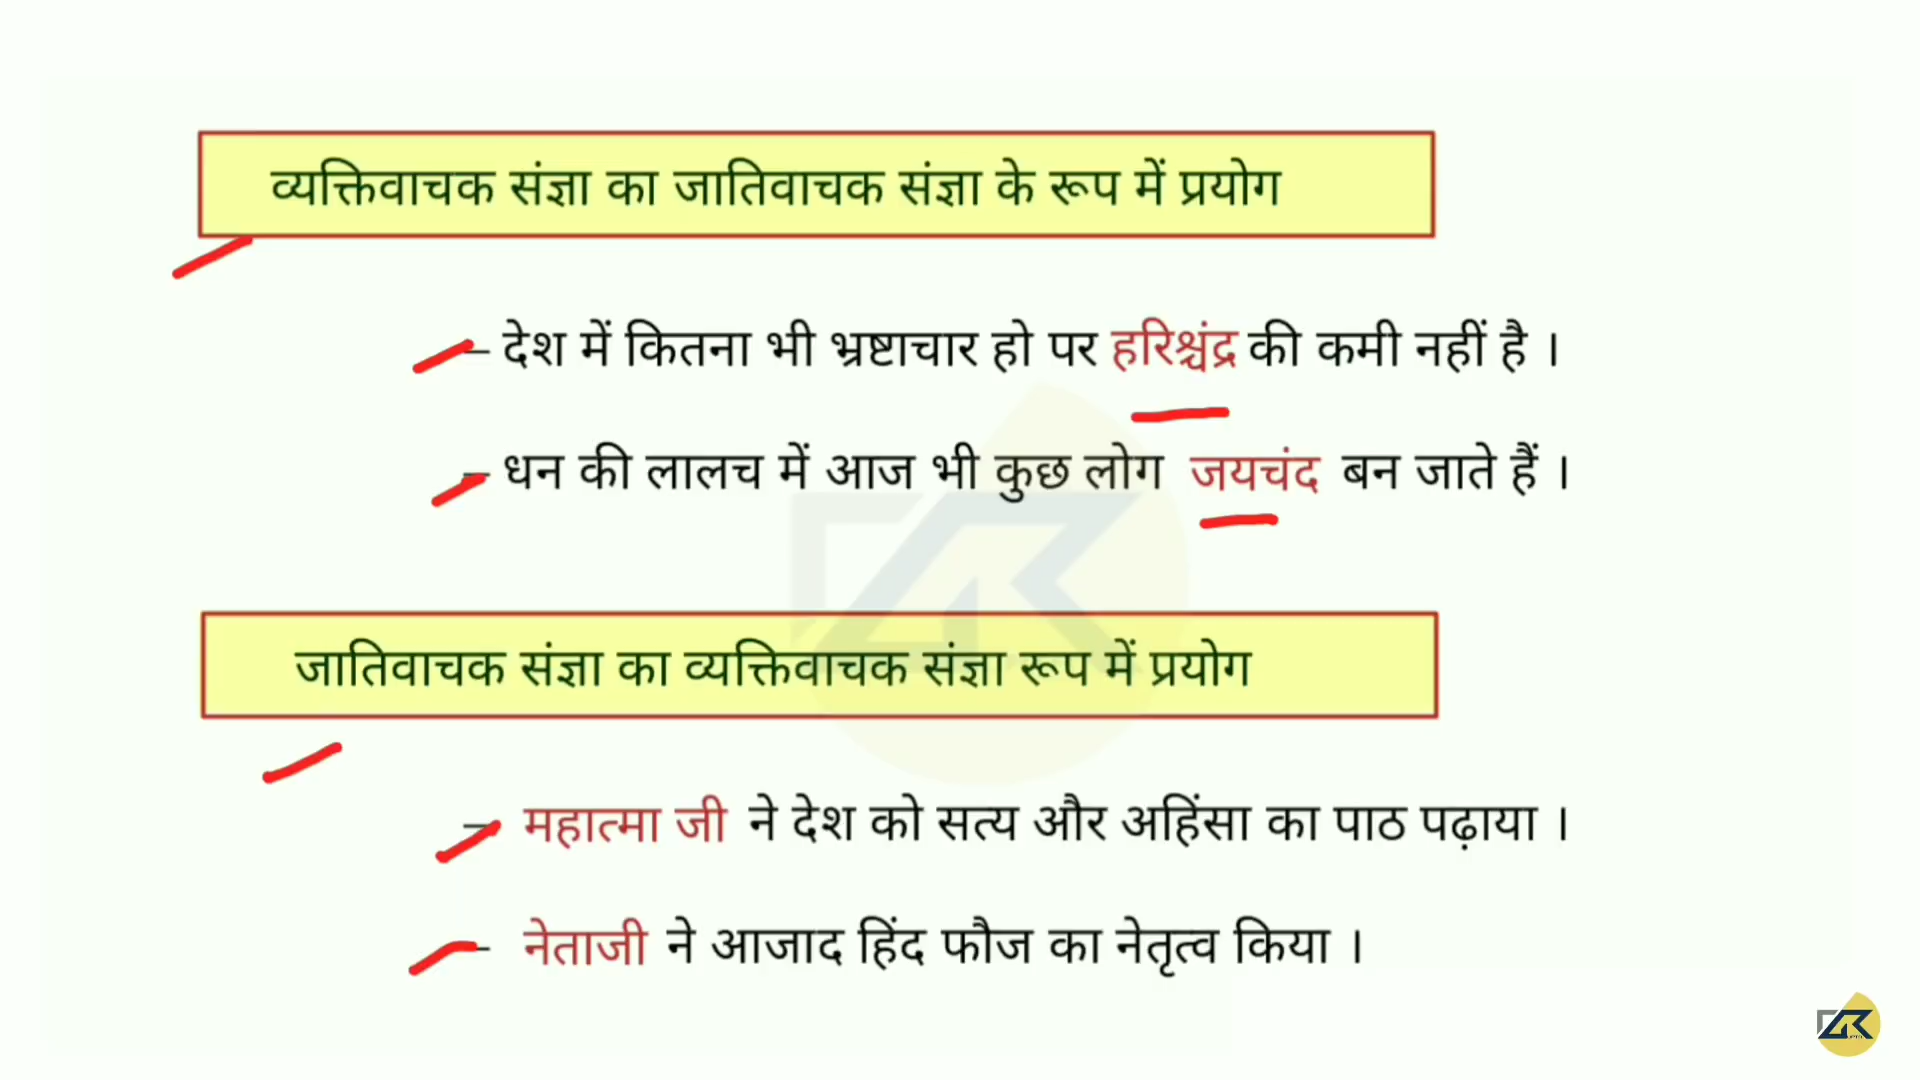 व्यक्तिवाचक संज्ञा का जातिवाचक संज्ञा के रूप में प्रयोग
– देश में कितना भी भ्रष्टाचार हो पर हरिश्चंद्र की कमी नहीं है ।
– धन की लालच में आज भी कुछ लोग जयचंद बन जाते हैं ।
जातिवाचक संज्ञा का व्यक्तिवाचक संज्ञा रूप में प्रयोग
– महात्मा जी ने देश को सत्य और अहिंसा का पाठ पढ़ाया ।
– नेताजी ने आजाद हिंद फौज का नेतृत्व किया ।